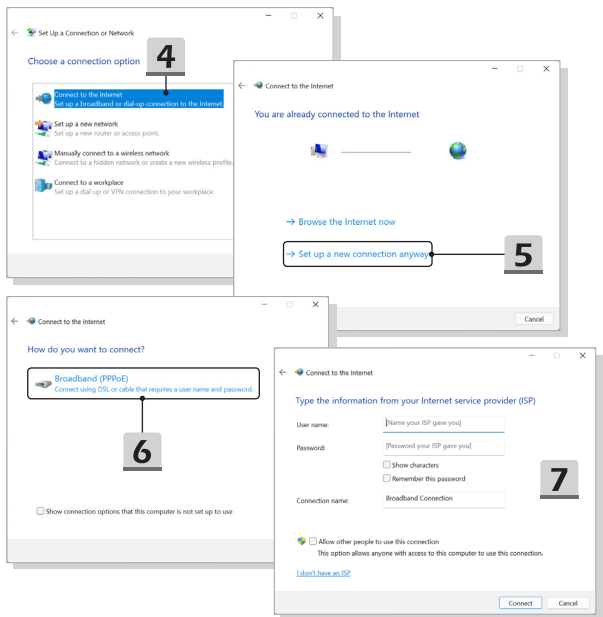 Set Up a Connection or Network
Choose a connection option
4
Connect to the Internet
Set up a broadband or dial-up connection to the Internet.
Set up a new network
Set up a new router or access point.
Manually connect to a wireless network
Connect to a hidden network or create a new wireless profile.
Connect to a workplace
Set up a dial-up or VPN connection to your workplace.
Connect to the Internet
You are already connected to the Internet
→ Browse the Internet now
→ Set up a new connection anyway
5
Cancel
Connect to the Internet
How do you want to connect?
Broadband (PPPoE)
Connect using DSL or cable that requires a user name and password.
6
Show connection options that this computer is not set up to use
Connect to the Internet
Type the information from your Internet service provider (ISP)
User name: [Name your ISP gave you]
Password: [Password your ISP gave you]
Show characters
Remember this password
7
Connection name: Broadband Connection
Allow other people to use this connection
This option allows anyone with access to this computer to use this connection.
I don't have an ISP
Connect Cancel